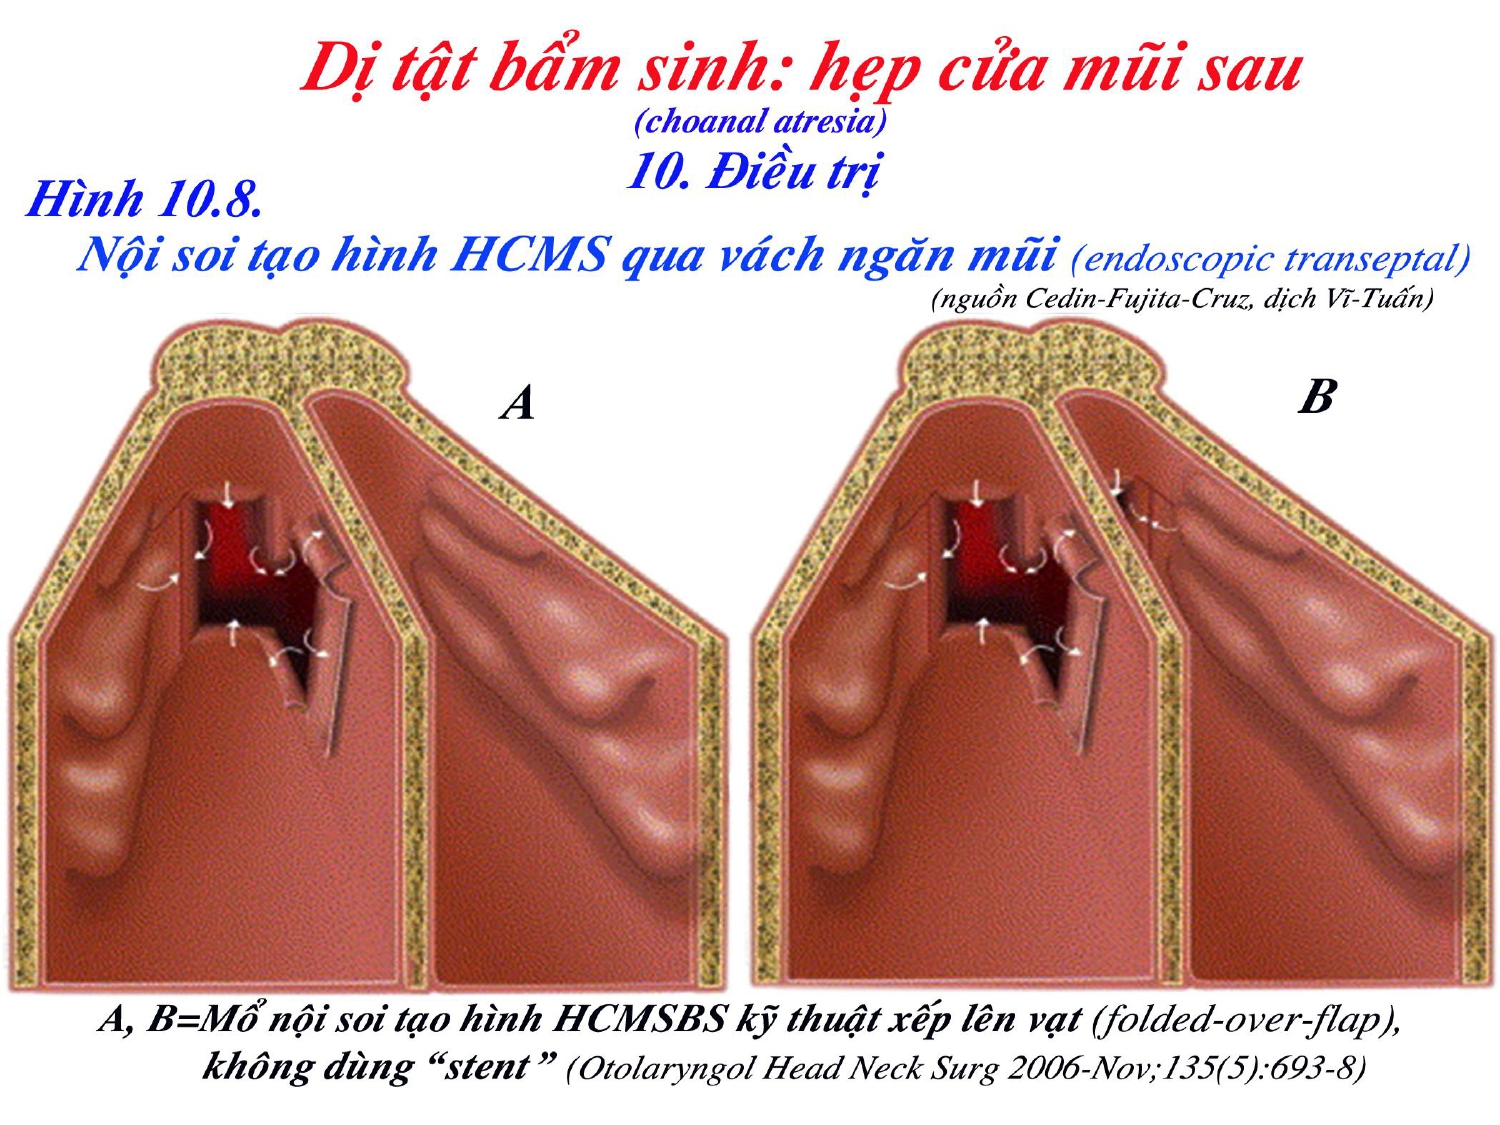 Dị tật bẩm sinh: hẹp cửa mũi sau
(choanal atresia)
10. Điều trị
Hình 10.8.
Nội soi tạo hình HCMS qua vách ngăn mũi (endoscopic transeptal)
(nguồn Cedin-Fujita-Cruz, dịch Vĩ-Tuấn)
A
B
A, B=Mổ nội soi tạo hình HCMSBS kỹ thuật xếp lên vạt (folded-over-flap),
không dùng “stent” (Otolaryngol Head Neck Surg 2006-Nov;135(5):693-8)